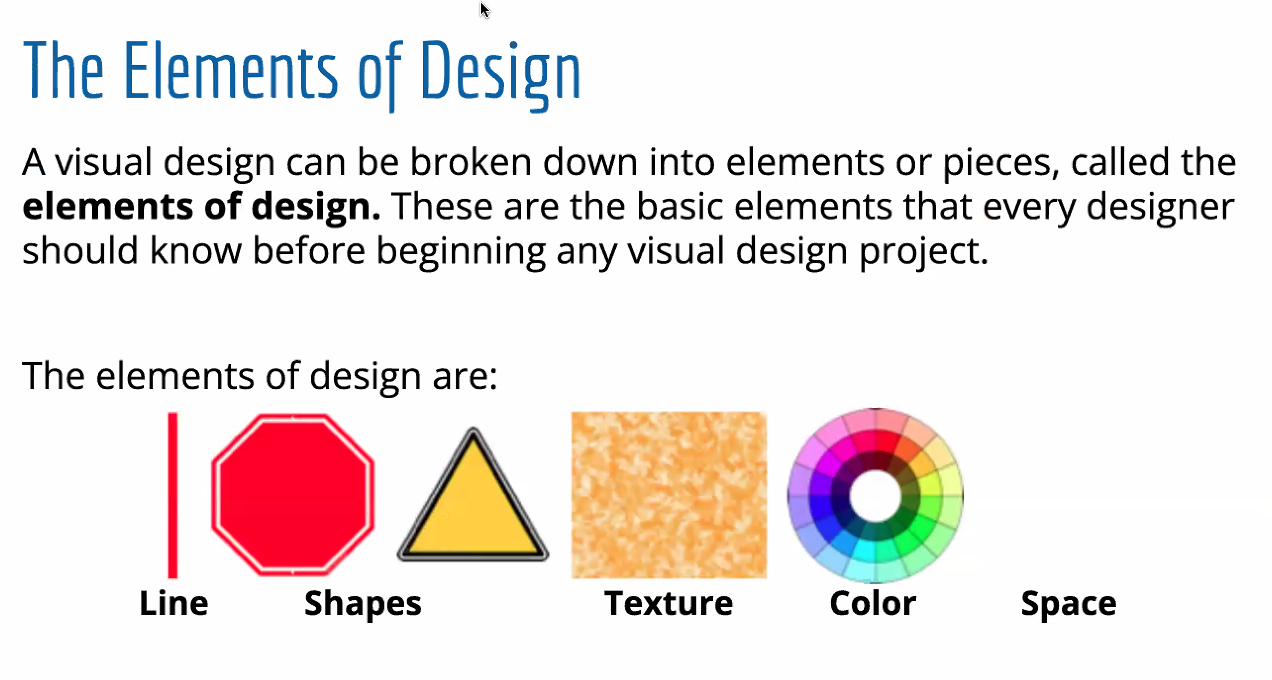 The Elements of Design
A visual design can be broken down into elements or pieces, called the
elements of design. These are the basic elements that every designer
should know before beginning any visual design project.
The elements of design are:
Line Shapes Texture Color Space